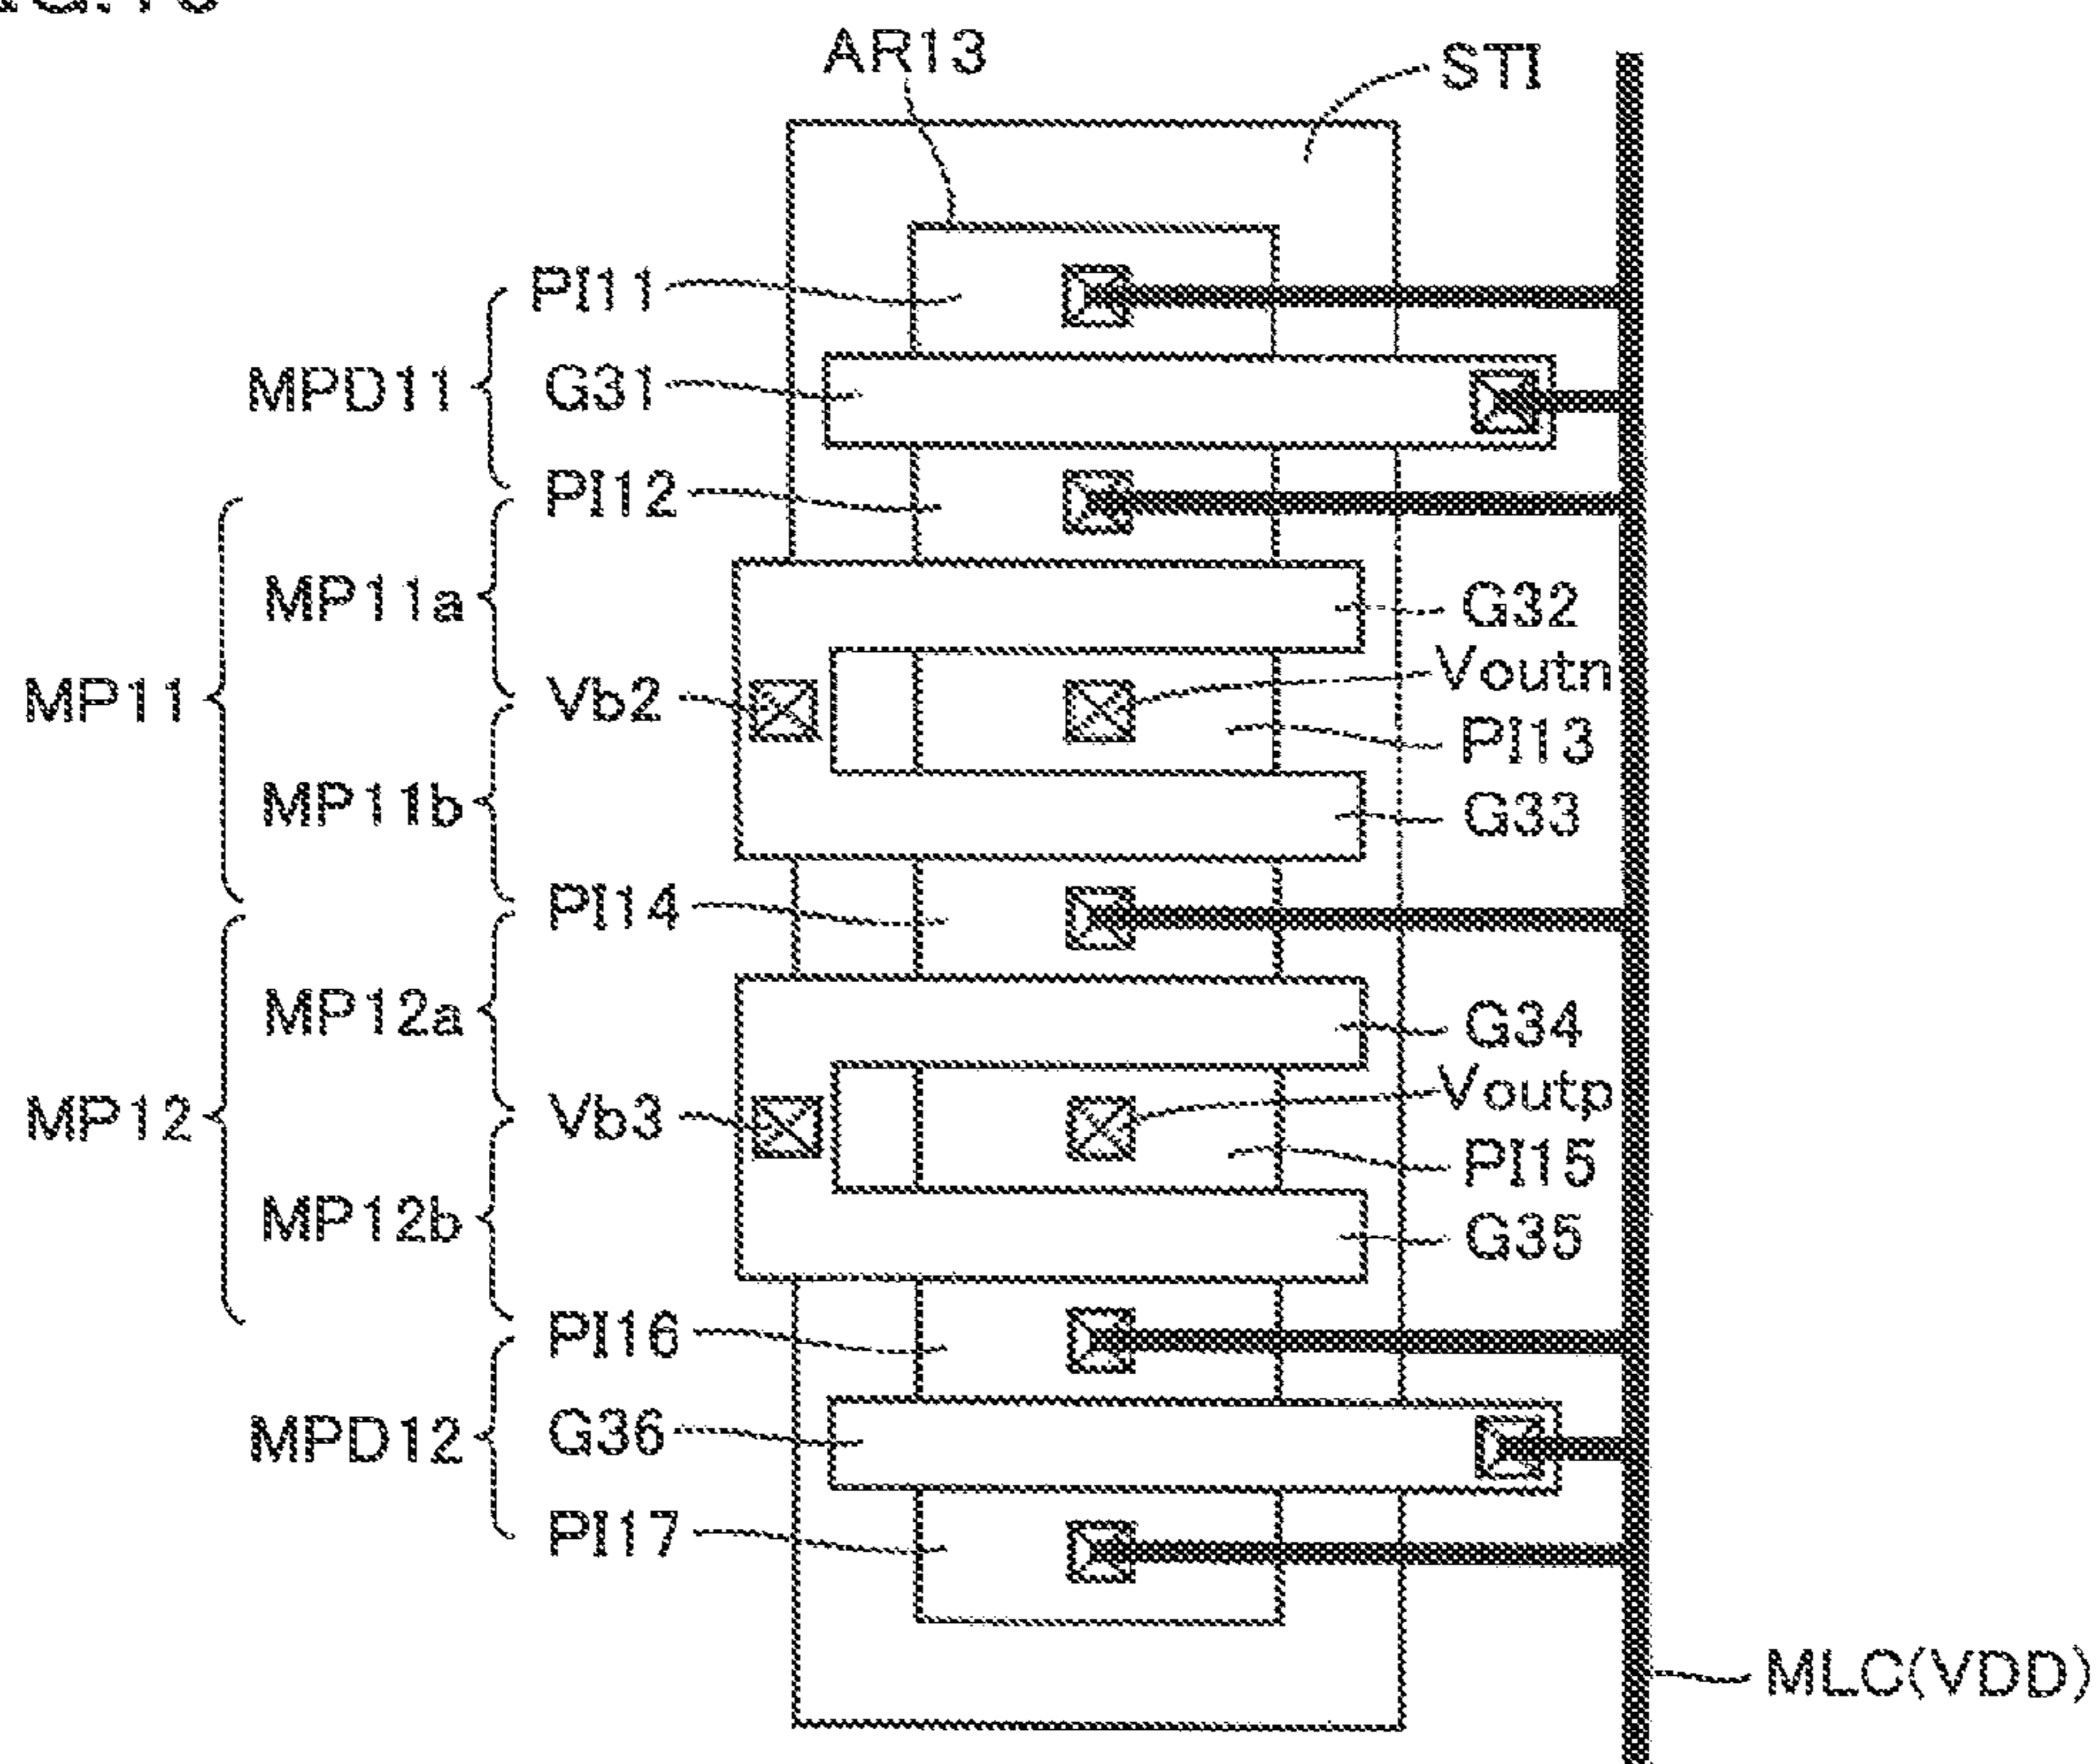 AR13
STI
PI11
MPD11
G31
PI12
MP11a
G32
Voutn
MP11
Vb2
PI13
MP11b
G33
PI14
MP12a
G34
Voutp
MP12
Vb3
PI15
MP12b
G35
PI16
MPD12
G36
PI17
MLC(VDD)